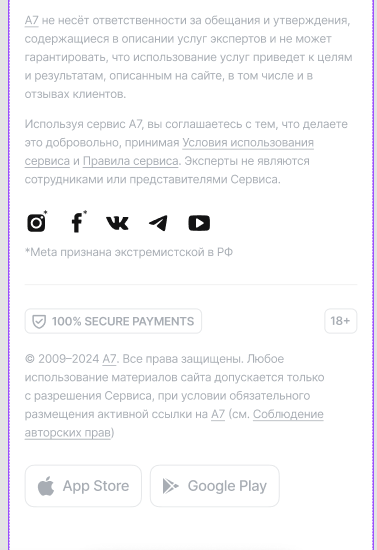 А7 не несёт ответственности за обещания и утверждения,
содержащиеся в описании услуг экспертов и не может
гарантировать, что использование услуг приведет к целям
и результатам, описанным на сайте, в том числе и в
отзывах клиентов.
Используя сервис А7, вы соглашаетесь с тем, что делаете
это добровольно, принимая Условия использования
сервиса и Правила сервиса. Эксперты не являются
сотрудниками или представителями Сервиса.
*Meta признана экстремистской в РФ
100% SECURE PAYMENTS
18+
© 2009–2024 А7. Все права защищены. Любое
использование материалов сайта допускается только
с разрешения Сервиса, при условии обязательного
размещения активной ссылки на А7 (см. Соблюдение
авторских прав)
App Store
Google Play